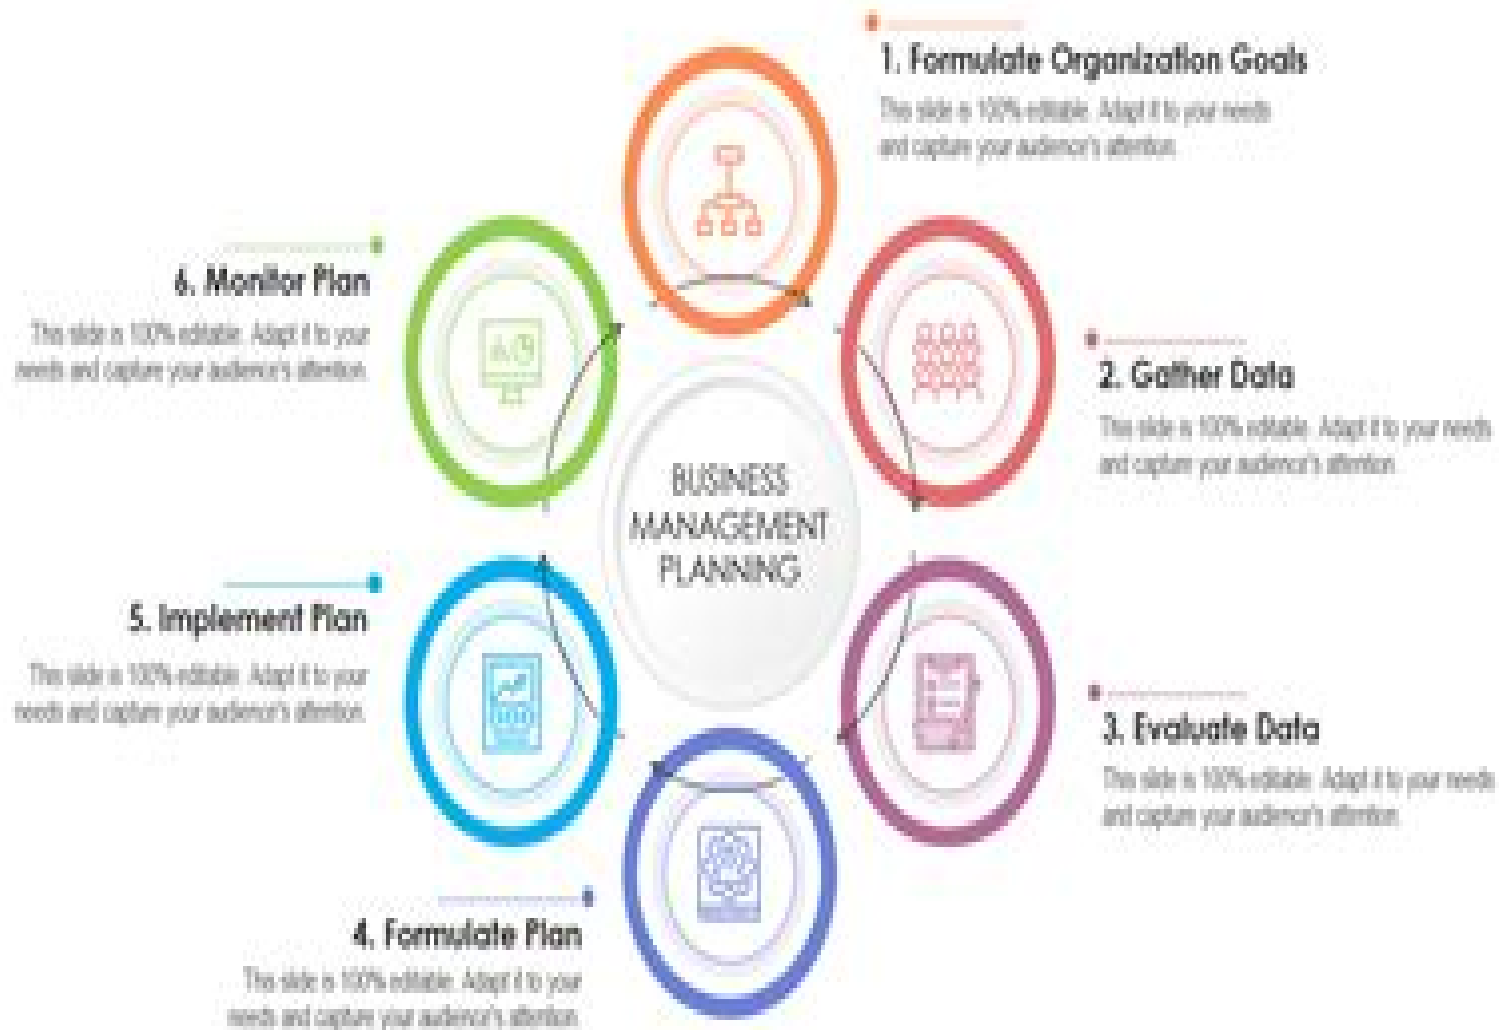 1. Formulate Organization Goals
This slide is 100% editable. Adapt it to your needs
and capture your audience's attention.
2. Gather Data
This slide is 100% editable. Adapt it to your needs
and capture your audience's attention.
3. Evaluate Data
This slide is 100% editable. Adapt it to your needs
and capture your audience's attention.
4. Formulate Plan
This slide is 100% editable. Adapt it to your
needs and capture your audience's attention.
5. Implement Plan
This slide is 100% editable. Adapt it to your
needs and capture your audience's attention.
6. Monitor Plan
This slide is 100% editable. Adapt it to your
needs and capture your audience's attention.
BUSINESS
MANAGEMENT
PLANNING